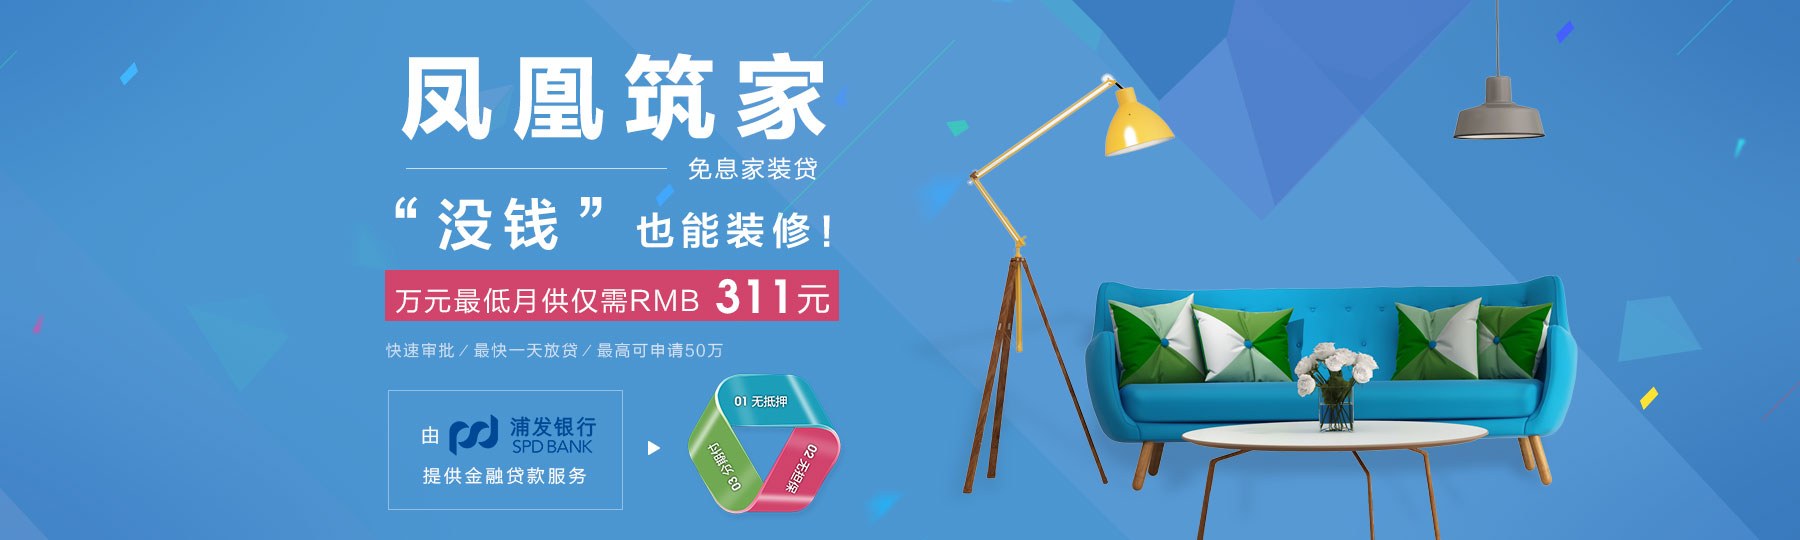 凤凰筑家
免息家装贷
“没钱”也能装修!
万元最低月供仅需RMB 311元
快速审批/最快一天放贷/最高可申请50万
由 浦发银行
SPD BANK
提供金融贷款服务
01 无抵押
02 无担保
03 分期付